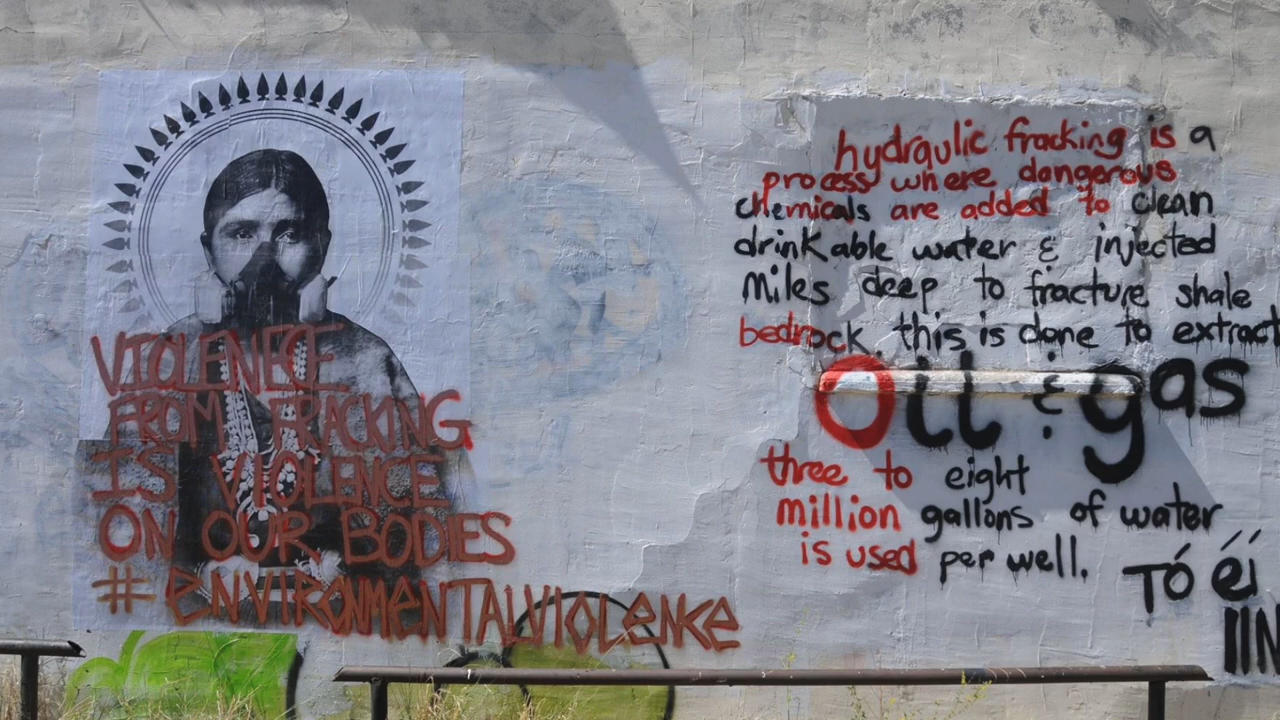 VIOLENECE
FROM FRACKING
IS VIOLENCE
ON OUR BODIES
#ENVIRONMENTALVIOLENCE
hydraulic fracking is a
process where dangerous
chemicals are added to clean
drinkable water & injected
Miles deep to fracture shale
bedrock. this is done to extract
Oil & gas
three to eight
million gallons of water
is used per well.
TÓ éí
IIN